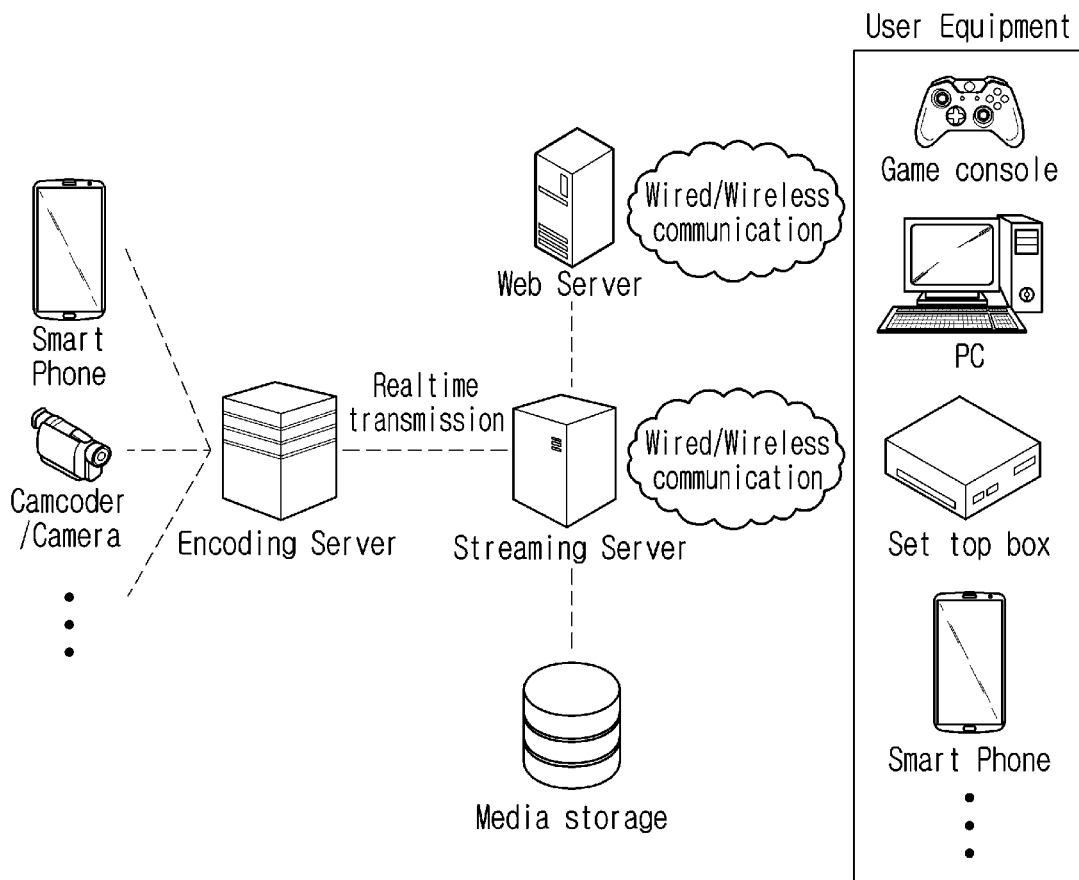 User Equipment
Game console
Wired/Wireless
communication
Web Server
Smart
Phone
PC
Realtime
transmission
Wired/Wireless
communication
Camcoder
/Camera
Encoding Server
Streaming Server
Set top box
Smart Phone
Media storage